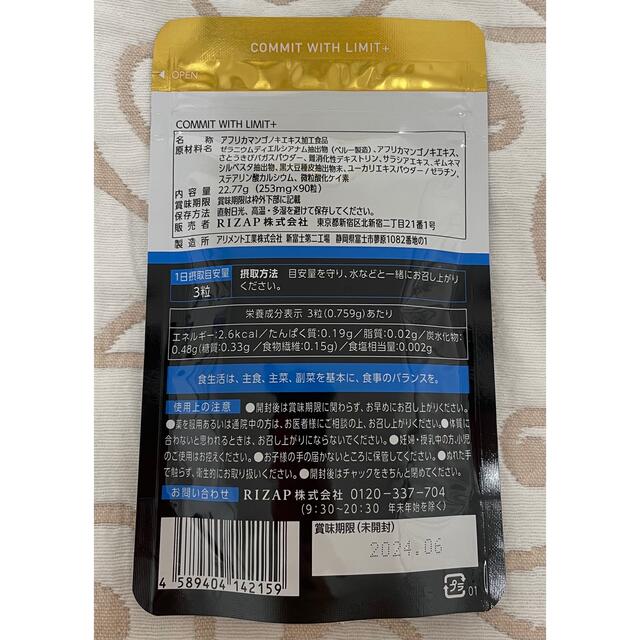 COMMIT WITH LIMIT+
OPEN
COMMIT WITH LIMIT+
名 称 アフリカマンゴノキエキス加工食品
原材料名 ゼラニウムディエルシアナム抽出物(ペルー製造)、アフリカマンゴノキエキス、
さとうきびバガスパウダー、難消化性デキストリン、サラシアエキス、ギムネマ
シルベスタ抽出物、黒大豆種皮抽出物末、ユーカリエキスパウダー/ゼラチン、
ステアリン酸カルシウム、微粒酸化ケイ素
内容量 22.77g (253mg×90粒)
賞味期限 賞味期限は枠外下部に記載
保存方法 直射日光、高温・多湿を避けて保存してください。
販売者 RIZAP株式会社 東京都新宿区北新宿二丁目21番1号
製造所 アリメント工業株式会社 新富士第二工場 静岡県富士市夢原1082番地の1
1日摂取目安量
3粒
摂取方法 目安量を守り、水などと一緒にお召し上がり
ください。
栄養成分表示 3粒(0.759g)あたり
エネルギー:2.6kcal/たんぱく質:0.19g/脂質:0.02g/炭水化物:
0.48g(糖質:0.33g/食物繊維:0.15g)/食塩相当量:0.002g
食生活は、主食、主菜、副菜を基本に、食事のバランスを。
使用上の注意 ●開封後は賞味期限に関わらず、お早めにお召し上がりください。
●薬を服用あるいは通院中の方は、お医者様にご相談の上、お召し上がりください。●体質に
合わないと思われるときは、お召し上がりにならないでください。●妊婦・授乳中の方、小児
のご使用はお控えください。●お子様の手の届かないところに保管してください。●ぬれた手
で触らず、衛生的にお取り扱いください。●開封後はチャックをきちんと閉めてください。
お問い合わせ RIZAP株式会社 0120-337-704
(9:30~20:30 年末年始を除く)
賞味期限(未開封)
2024.06
4 589404 142159
プラ
01